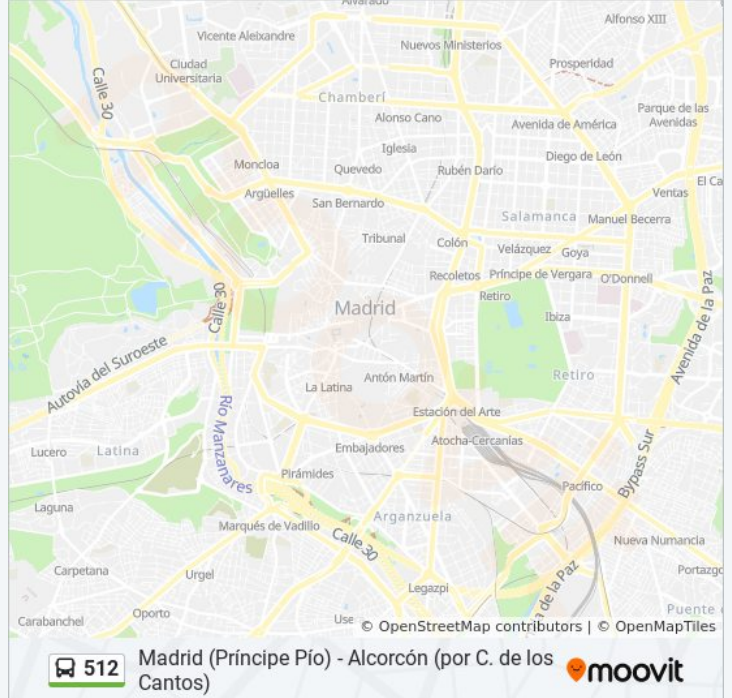 Alvarado
Alfonso XIII
Vicente Aleixandre
Nuevos Ministerios
Ciudad
Universitaria
Prosperidad
Calle 30
Chamberí
Parque de las
Avenidas
Alonso Cano
Avenida de América
Iglesia
Diego de León
Moncloa
Quevedo
Rubén Darío
El Ca
Argüelles
Ventas
San Bernardo
Salamanca
Manuel Becerra
Tribunal
Colón
Velázquez
Goya
Recoletos
Príncipe de Vergara
O'Donnell
Calle 30
Retiro
Madrid
Ibiza
Avenida de la Paz
Autovía del Suroeste
La Latina
Antón Martín
Retiro
Estación del Arte
Río Manzanares
Lucero
Latina
Embajadores
Atocha-Cercanías
Bypass Sur
Pirámides
Pacífico
Laguna
Arganzuela
Marqués de Vadillo
Calle 30
Nueva Numancia
Carpetana
Urgel
Portazgo
Legazpi
a de la Paz
Carabanchel
Oporto
Use
Puente
© OpenStreetMap contributors | © OpenMapTiles
512
Madrid (Príncipe Pío) - Alcorcón (por C. de los
Cantos)
moovit